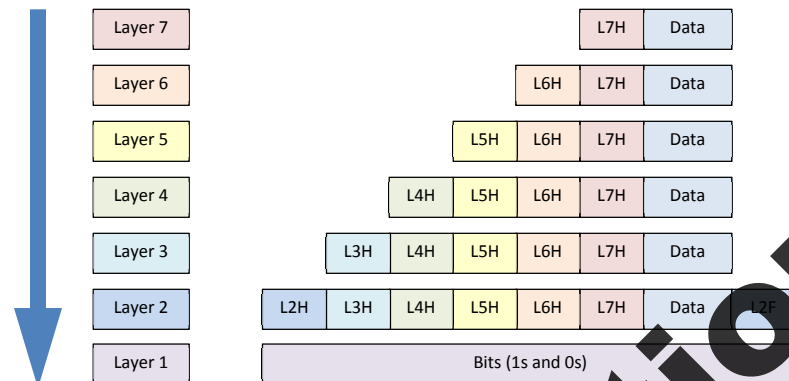 Layer 7 L7H Data
Layer 6 L6H L7H Data
Layer 5 L5H L6H L7H Data
Layer 4 L4H L5H L6H L7H Data
Layer 3 L3H L4H L5H L6H L7H Data
Layer 2 L2H L3H L4H L5H L6H L7H Data L2F
Layer 1 Bits (1s and 0s)